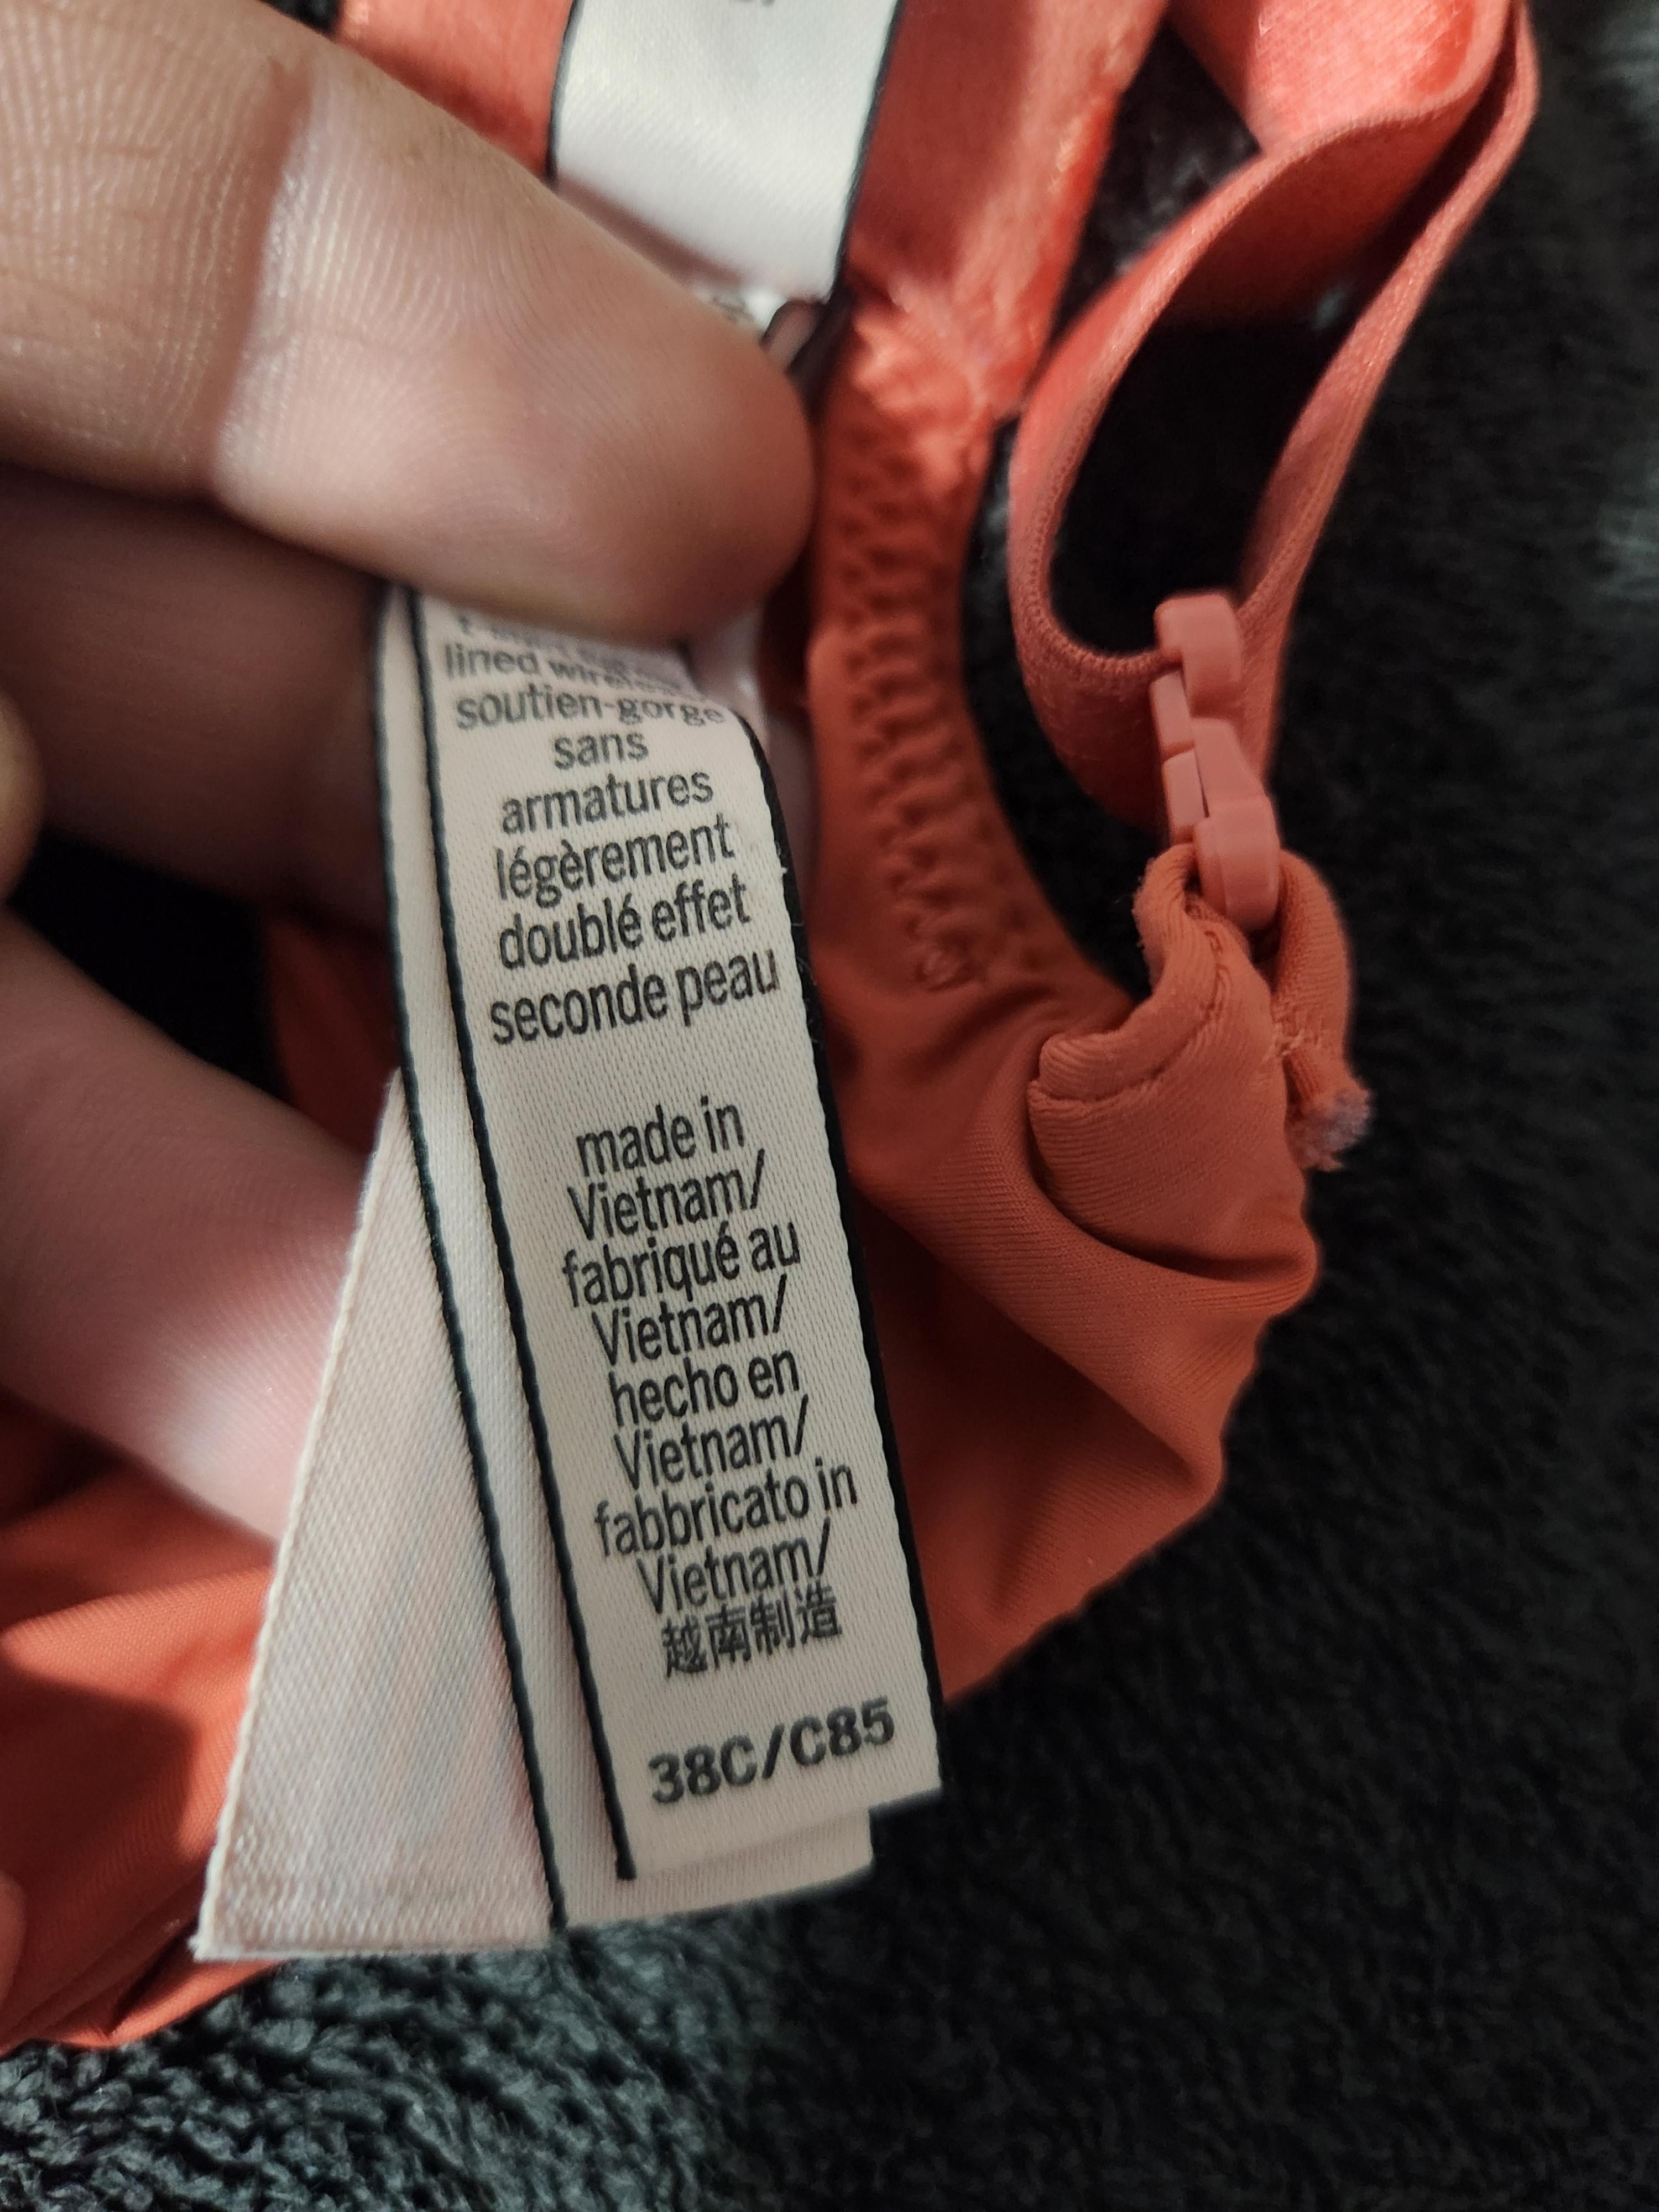 lined wireless
soutien-gorge
sans
armatures
légèrement
doublé effet
seconde peau
made in
Vietnam/
fabriqué au
Vietnam/
hecho en
Vietnam/
fabbricato in
Vietnam/
越南制造
38C/C85